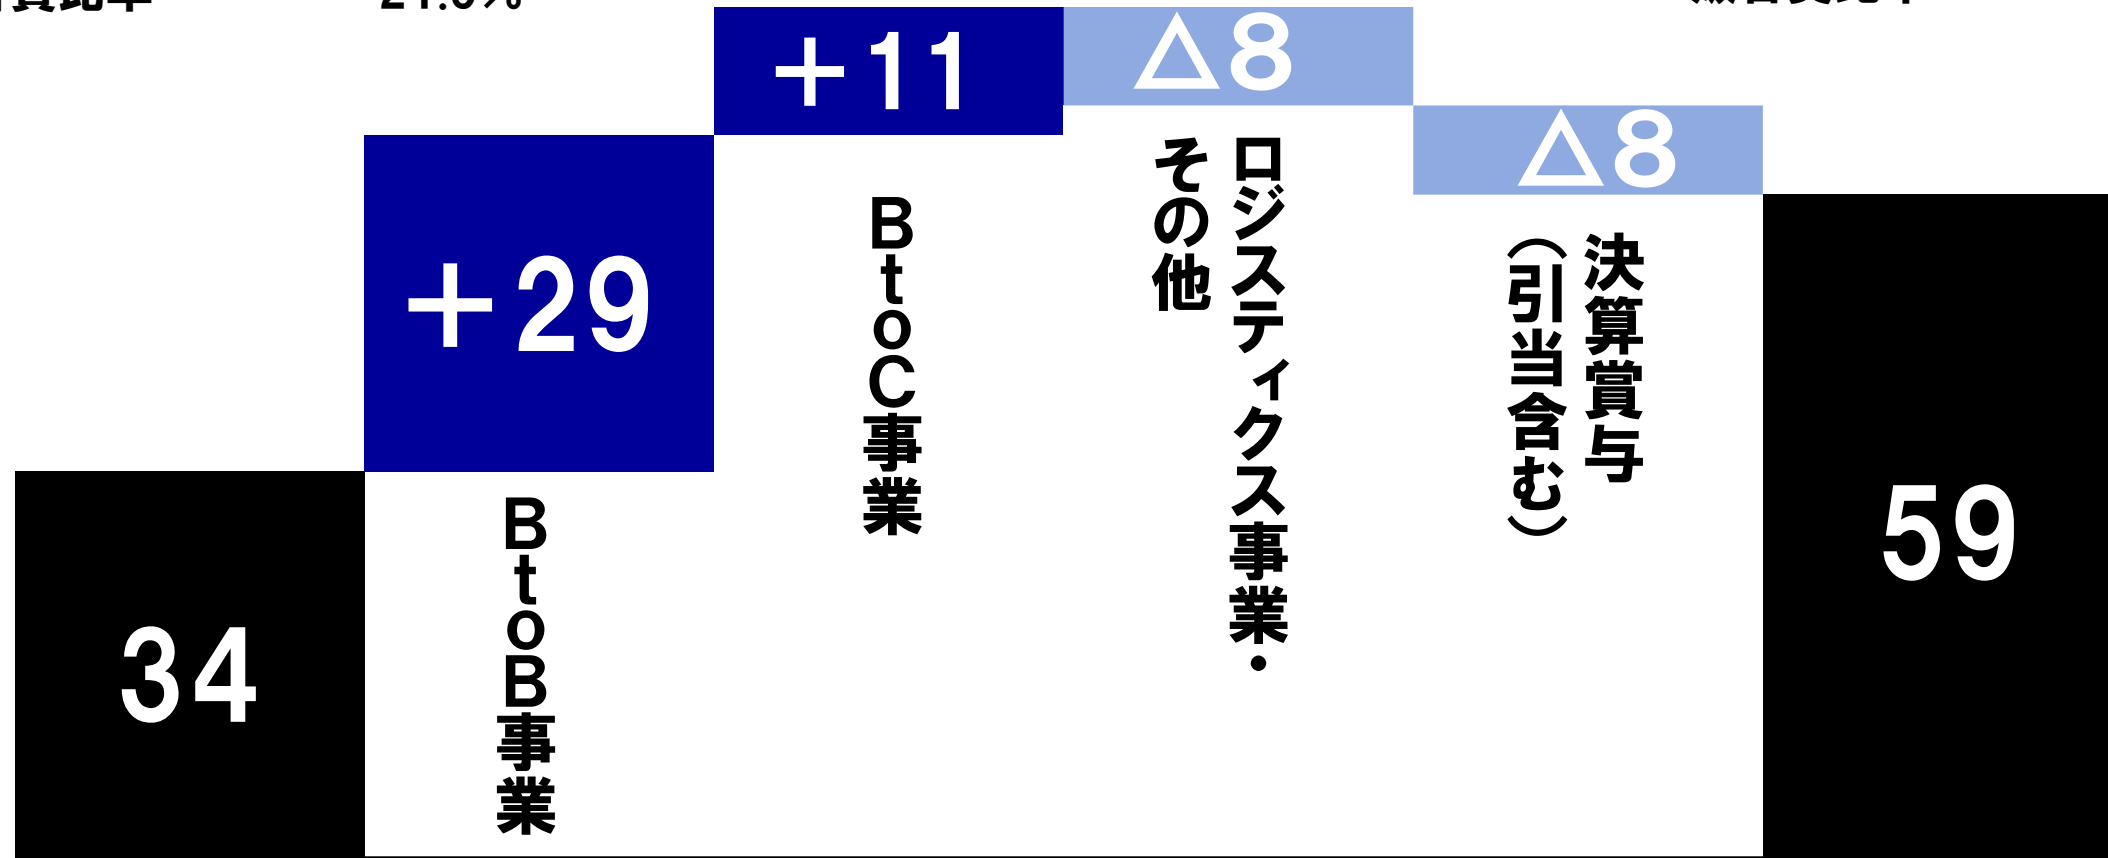 +11
△8
△8
+29
34
59
BtoB事業
BtoC事業
ロジスティクス事業・
その他
決算賞与
(引当含む)